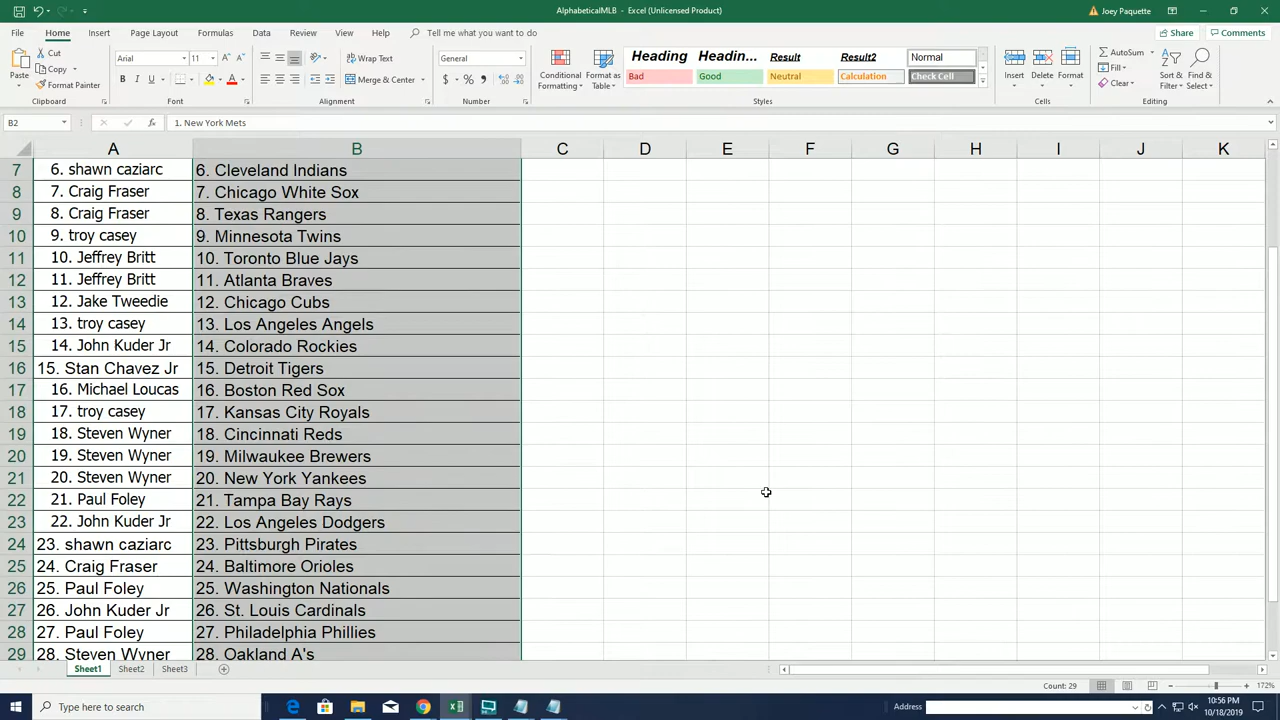 AlphabeticalMLB - Excel (Unlicensed Product)
Joey Paquette
File Home Insert Page Layout Formulas Data Review View Help Tell me what you want to do
Share Comments
Paste Cut Copy Format Painter
Clipboard
Arial 11
B I U
Font
Wrap Text
Merge & Center
Alignment
General
$ % ,
Number
Conditional Formatting Format as Table
Heading Headin... Result Result2 Normal
Bad Good Neutral Calculation Check Cell
Styles
Insert Delete Format
Cells
AutoSum Fill Clear Sort & Filter Find & Select
Editing
B2 fx 1. New York Mets
A B C D E F G H I J K
7 6. shawn caziarc 6. Cleveland Indians
8 7. Craig Fraser 7. Chicago White Sox
9 8. Craig Fraser 8. Texas Rangers
10 9. troy casey 9. Minnesota Twins
11 10. Jeffrey Britt 10. Toronto Blue Jays
12 11. Jeffrey Britt 11. Atlanta Braves
13 12. Jake Tweedie 12. Chicago Cubs
14 13. troy casey 13. Los Angeles Angels
15 14. John Kuder Jr 14. Colorado Rockies
16 15. Stan Chavez Jr 15. Detroit Tigers
17 16. Michael Loucas 16. Boston Red Sox
18 17. troy casey 17. Kansas City Royals
19 18. Steven Wyner 18. Cincinnati Reds
20 19. Steven Wyner 19. Milwaukee Brewers
21 20. Steven Wyner 20. New York Yankees
22 21. Paul Foley 21. Tampa Bay Rays
23 22. John Kuder Jr 22. Los Angeles Dodgers
24 23. shawn caziarc 23. Pittsburgh Pirates
25 24. Craig Fraser 24. Baltimore Orioles
26 25. Paul Foley 25. Washington Nationals
27 26. John Kuder Jr 26. St. Louis Cardinals
28 27. Paul Foley 27. Philadelphia Phillies
29 28. Steven Wyner 28. Oakland A's
Sheet1 Sheet2 Sheet3
Count: 29 172%
Type here to search
Address
10:56 PM
10/18/2019